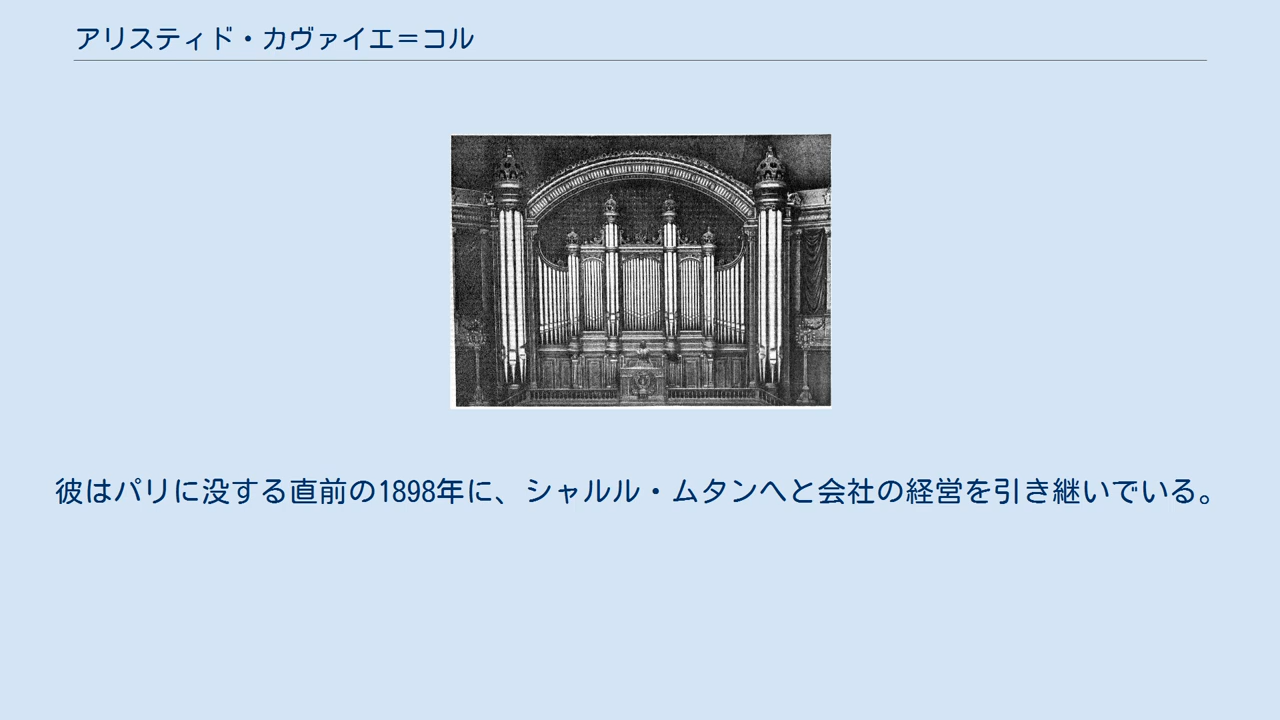 アリスティド・カヴァイエ＝コル
彼はパリに没する直前の1898年に、シャルル・ムタンへと会社の経営を引き継いでいる。